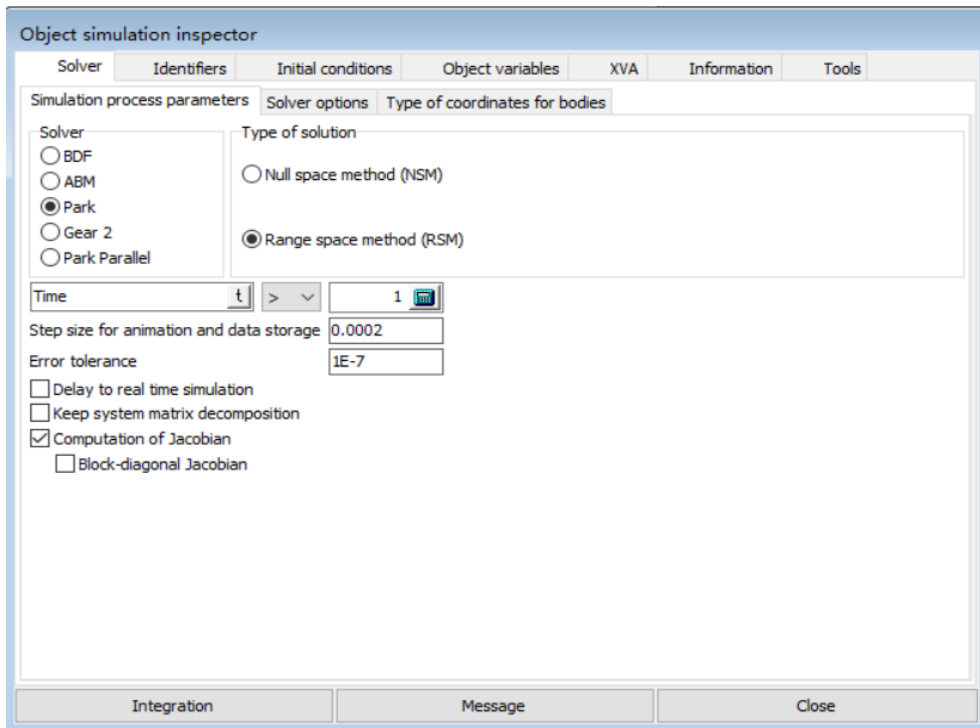 Object simulation inspector
Solver Identifiers Initial conditions Object variables XVA Information Tools
Simulation process parameters Solver options Type of coordinates for bodies
Solver Type of solution
BDF
ABM
Park
Gear 2
Park Parallel
Null space method (NSM)
Range space method (RSM)
Time t > 1
Step size for animation and data storage 0.0002
Error tolerance 1E-7
Delay to real time simulation
Keep system matrix decomposition
Computation of Jacobian
Block-diagonal Jacobian
Integration Message Close